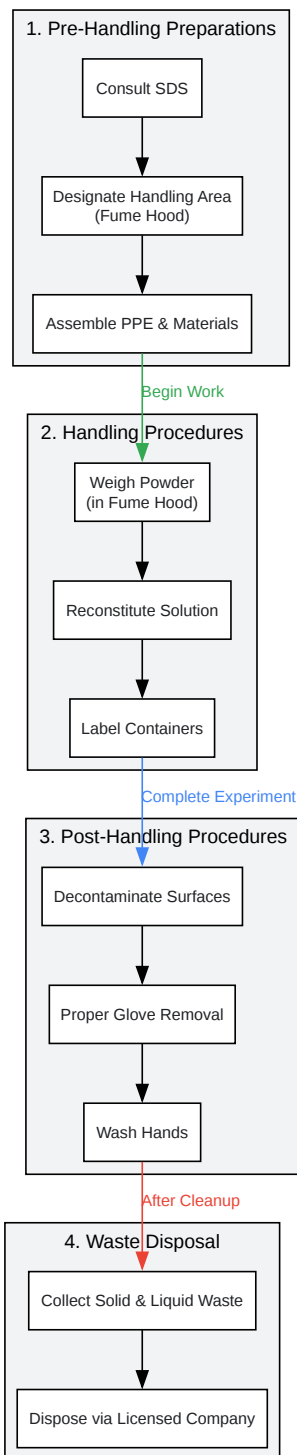 1. Pre-Handling Preparations
Consult SDS
Designate Handling Area
(Fume Hood)
Assemble PPE & Materials
Begin Work
2. Handling Procedures
Weigh Powder
(in Fume Hood)
Reconstitute Solution
Label Containers
Complete Experiment
3. Post-Handling Procedures
Decontaminate Surfaces
Proper Glove Removal
Wash Hands
After Cleanup
4. Waste Disposal
Collect Solid & Liquid Waste
Dispose via Licensed Company